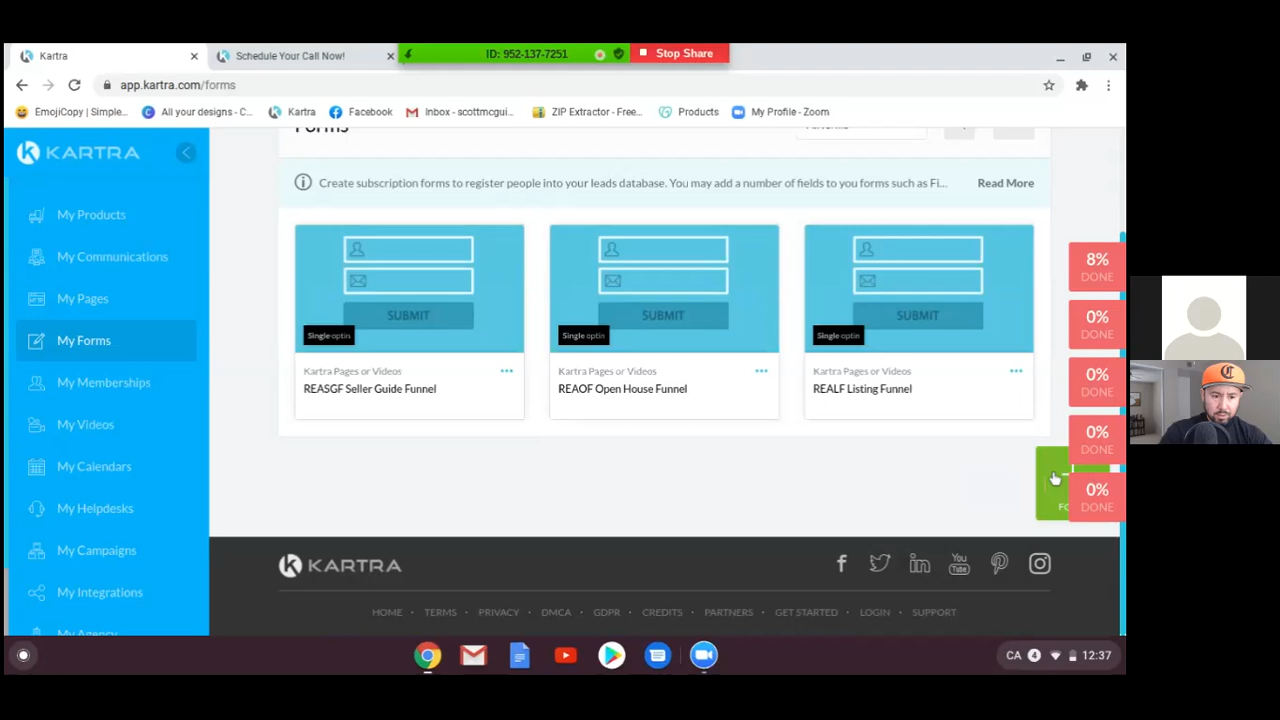 Kartra
Schedule Your Call Now!
ID: 952-137-7251
Stop Share
app.kartra.com/forms
EmojiCopy | Simple...
All your designs - C...
Kartra
Facebook
Inbox - scottmcgui...
ZIP Extractor - Free...
Products
My Profile - Zoom
KARTRA
Forms
Create subscription forms to register people into your leads database. You may add a number of fields to you forms such as Fi...
Read More
My Products
My Communications
My Pages
My Forms
My Memberships
My Videos
My Calendars
My Helpdesks
My Campaigns
My Integrations
My Agency
SUBMIT
Single optin
Kartra Pages or Videos
REASGF Seller Guide Funnel
SUBMIT
Single optin
Kartra Pages or Videos
REAOF Open House Funnel
SUBMIT
Single optin
Kartra Pages or Videos
REALF Listing Funnel
8%
DONE
0%
DONE
0%
DONE
0%
DONE
0%
DONE
KARTRA
You
Tube
HOME · TERMS · PRIVACY · DMCA · GDPR · CREDITS · PARTNERS · GET STARTED · LOGIN · SUPPORT
CA 4 12:37